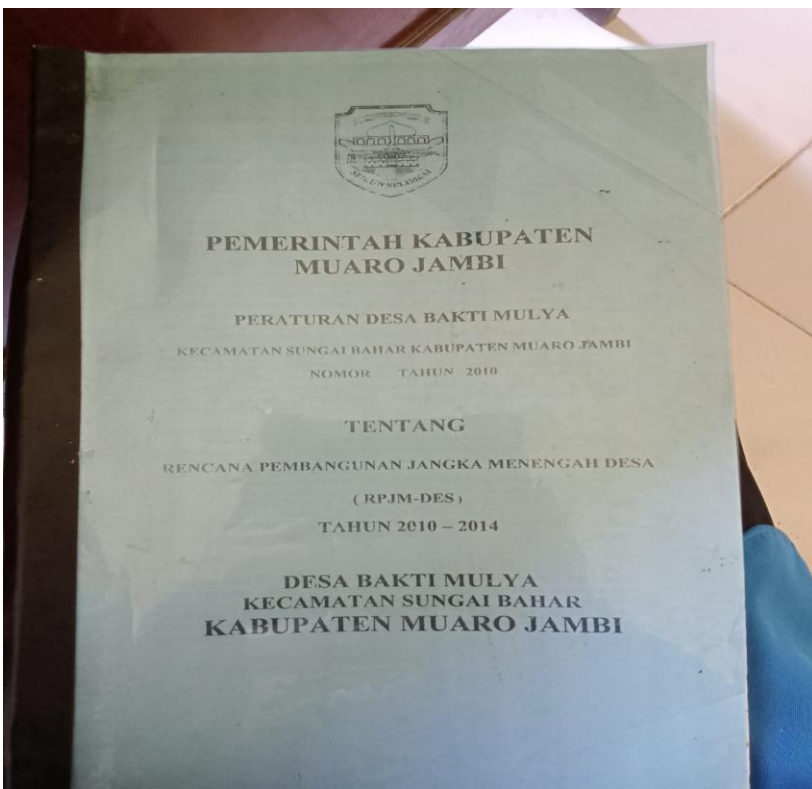 PEMERINTAH KABUPATEN
MUARO JAMBI
PERATURAN DESA BAKTI MULYA
KECAMATAN SUNGAI BAHAR KABUPATEN MUARO JAMBI
NOMOR TAHUN 2010
TENTANG
RENCANA PEMBANGUNAN JANGKA MENENGAH DESA
( RPJM-DES )
TAHUN 2010 – 2014
DESA BAKTI MULYA
KECAMATAN SUNGAI BAHAR
KABUPATEN MUARO JAMBI